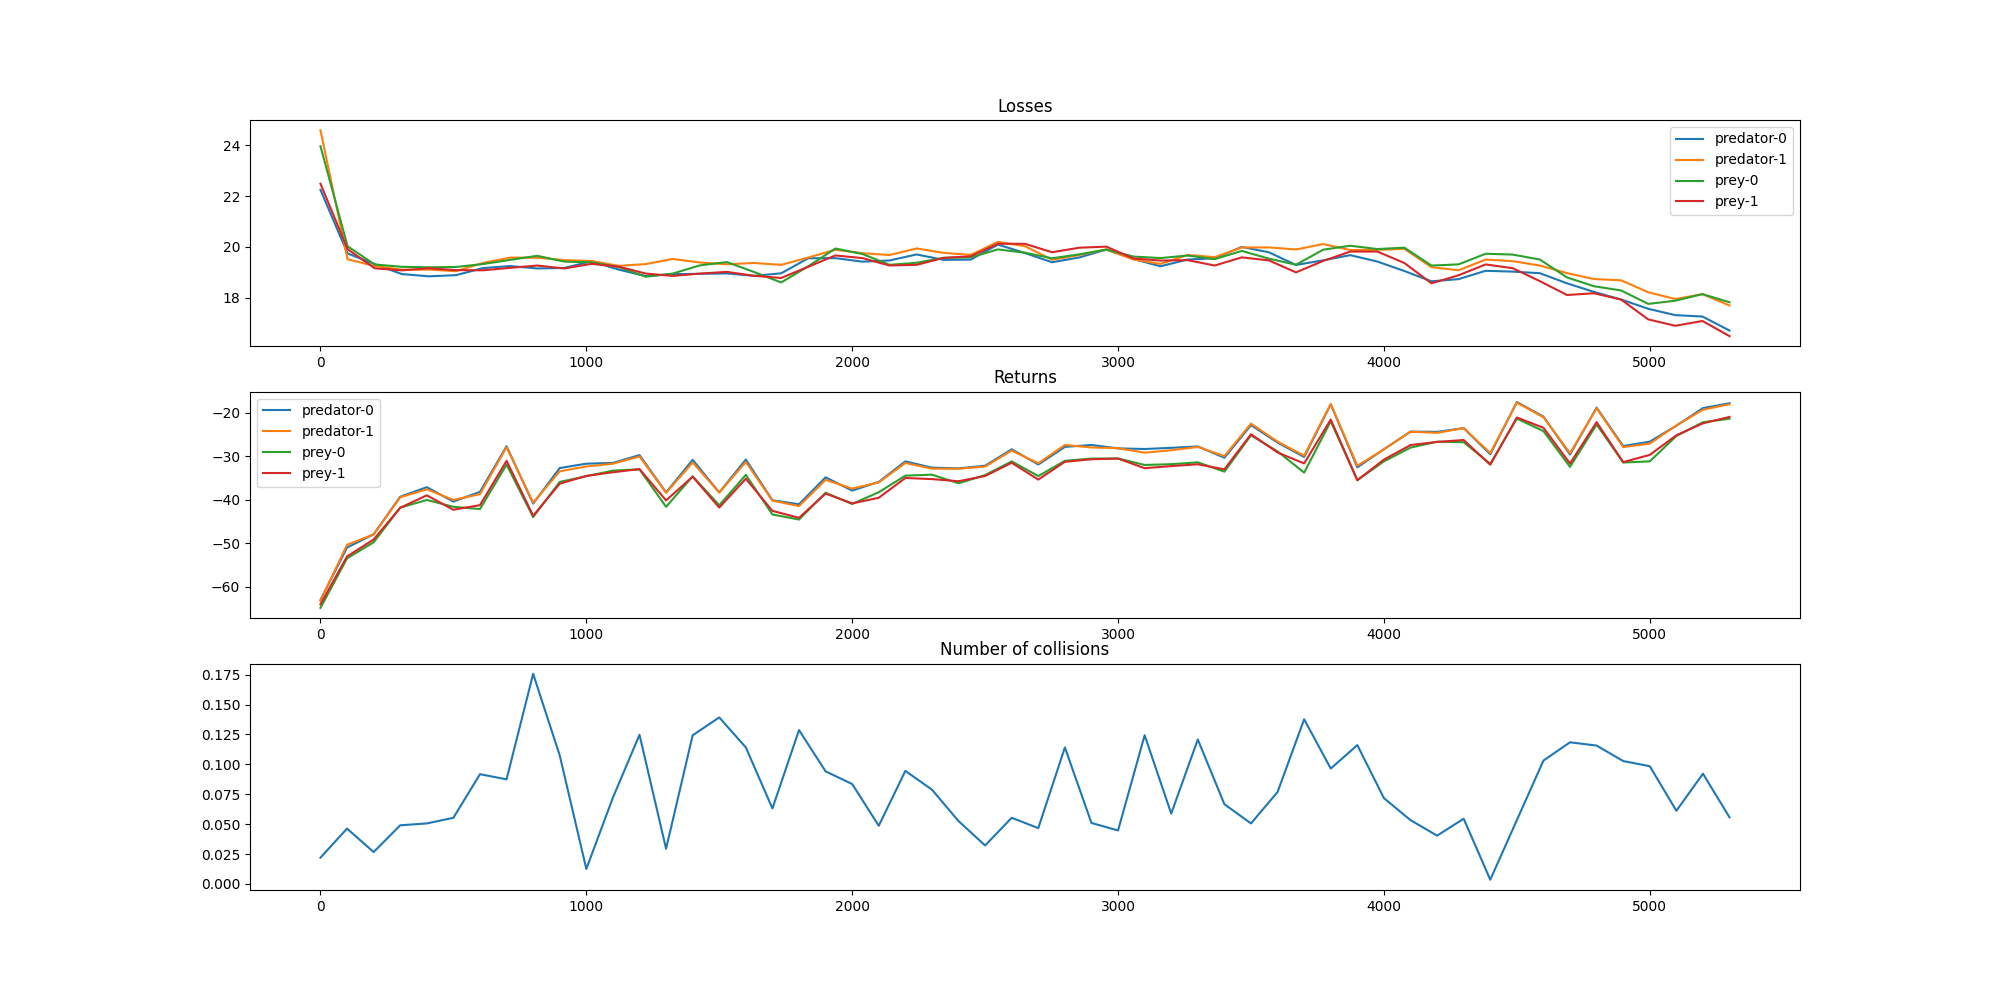 Losses
24
22
20
18
predator-0
predator-1
prey-0
prey-1
0 1000 2000 3000 4000 5000
Returns
−20
−30
−40
−50
−60
predator-0
predator-1
prey-0
prey-1
0 1000 2000 3000 4000 5000
Number of collisions
0.175
0.150
0.125
0.100
0.075
0.050
0.025
0.000
0 1000 2000 3000 4000 5000